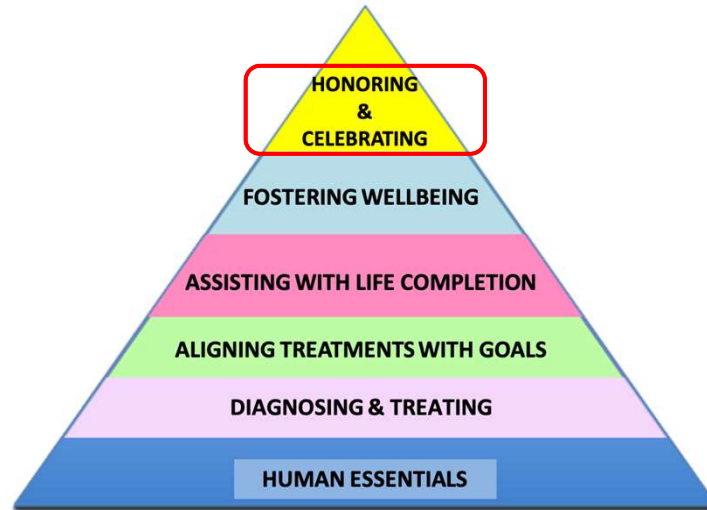 HONORING
&
CELEBRATING
FOSTERING WELLBEING
ASSISTING WITH LIFE COMPLETION
ALIGNING TREATMENTS WITH GOALS
DIAGNOSING & TREATING
HUMAN ESSENTIALS